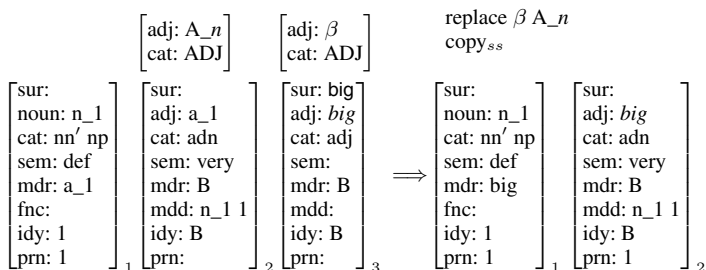 adj: A_n adj: β replace β A_n
cat: ADJ cat: ADJ copy_ss
sur: sur: sur: big sur: sur:
noun: n_1 adj: a_1 adj: big noun: n_1 adj: big
cat: nn′ np cat: adn cat: adj cat: nn′ np cat: adn
sem: def sem: very sem: sem: def sem: very
mdr: a_1 mdr: B mdr: B ⟹ mdr: big mdr: B
fnc: mdd: n_1 1 mdd: fnc: mdd: n_1 1
idy: 1 idy: B idy: B idy: 1 idy: B
prn: 1 prn: prn: prn: 1 prn: 1
1 2 3 1 2